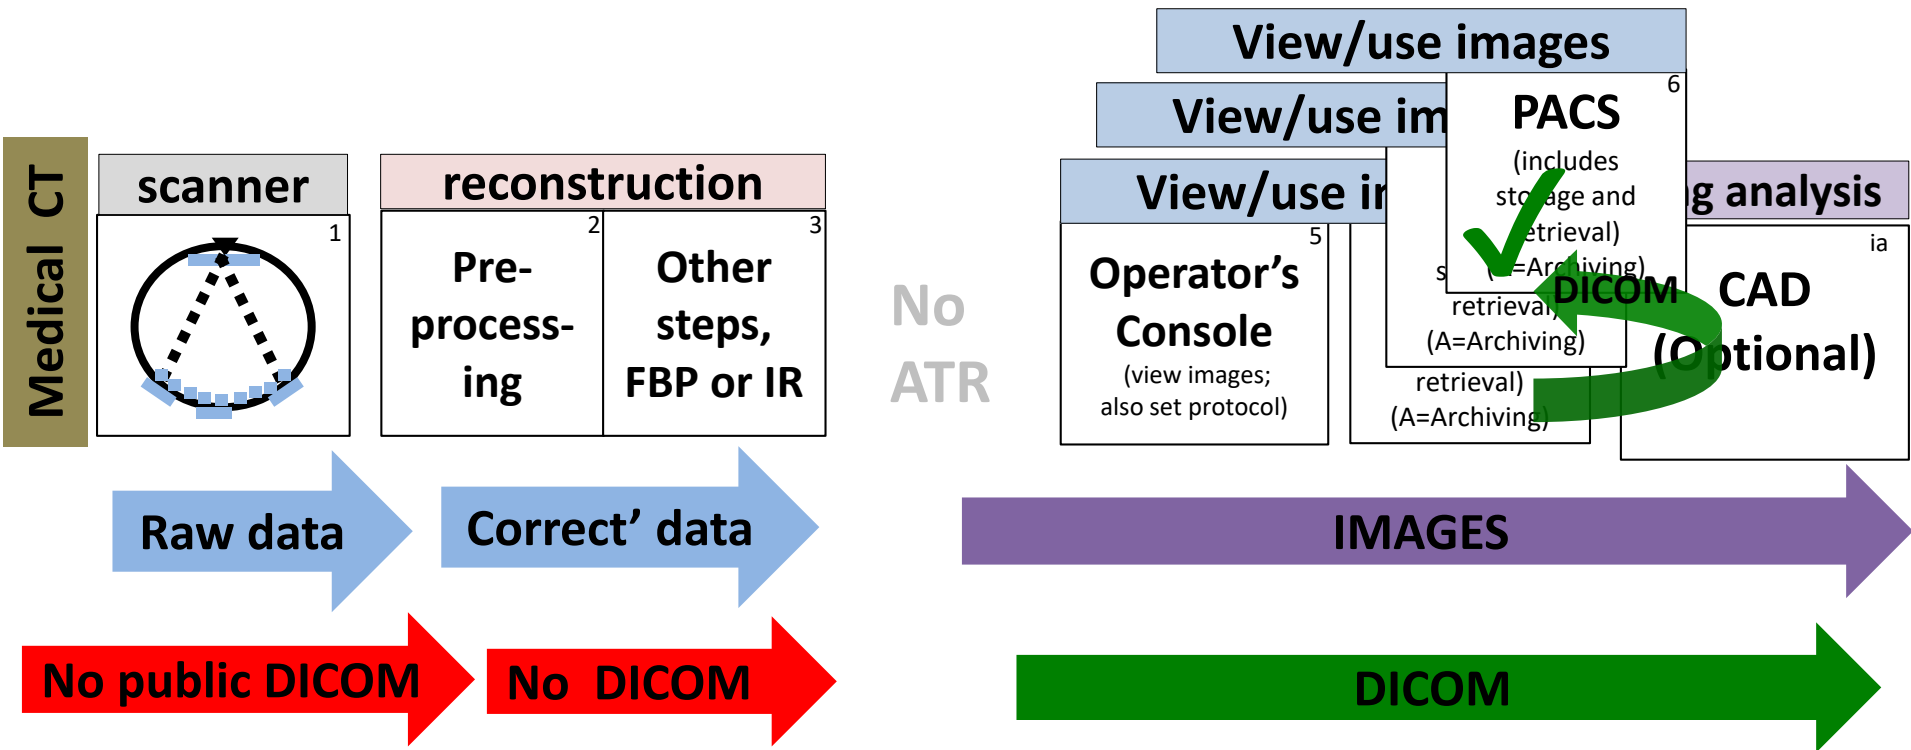 View/use images
6
PACS
(includes
storage and
retrieval)
(A=Archiving)
View/use im
View/use i
g analysis
Medical CT
scanner
1
reconstruction
2
Pre-
process-
ing
3
Other
steps,
FBP or IR
No
ATR
5
Operator’s
Console
(view images;
also set protocol)
s
retrieval)
(A=Archiving)
retrieval)
(A=Archiving)
DICOM
ia
CAD
(Optional)
Raw data
Correct’ data
IMAGES
No public DICOM
No DICOM
DICOM